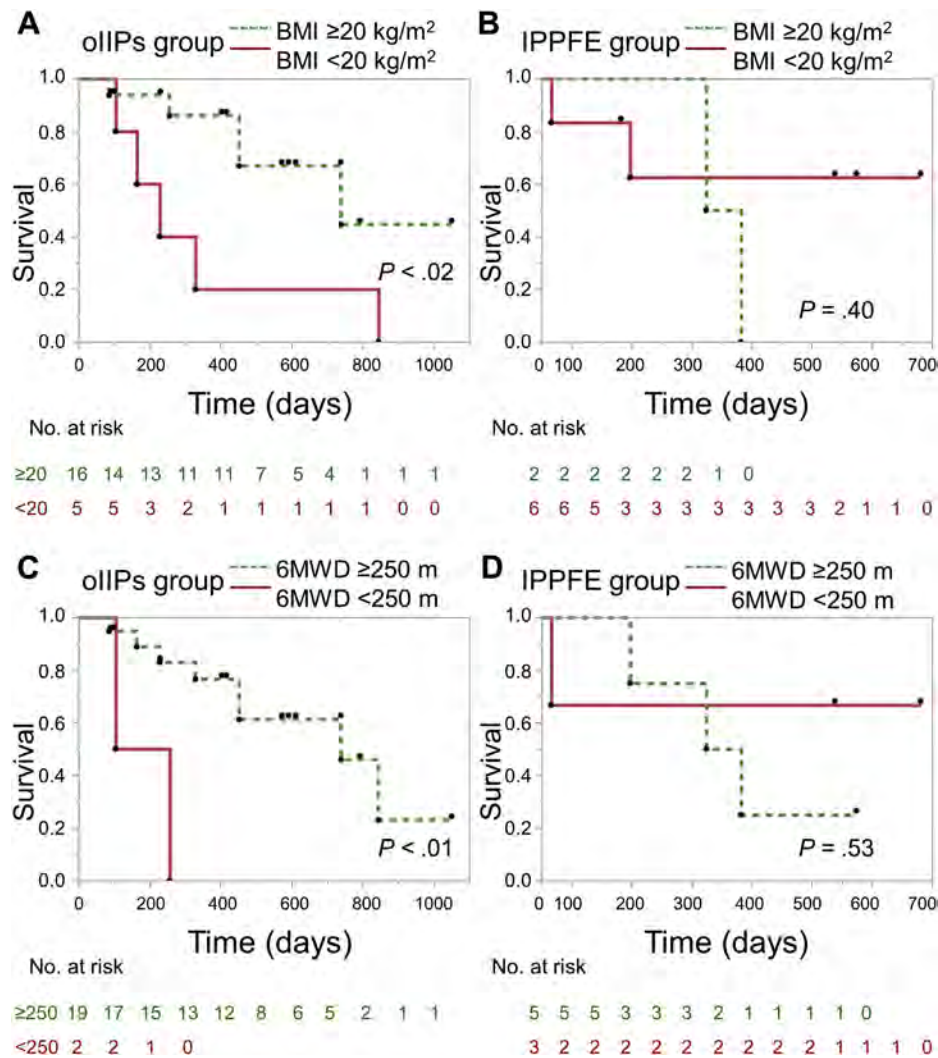 A
oIIPs group
BMI ≥20 kg/m²
BMI <20 kg/m²
1.0
0.8
0.6
0.4
0.2
0.0
Survival
P < .02
0 200 400 600 800 1000
Time (days)
No. at risk
≥20 16 14 13 11 11 7 5 4 1 1 1
<20 5 5 3 2 1 1 1 1 1 0 0
B
IPPFE group
BMI ≥20 kg/m²
BMI <20 kg/m²
1.0
0.8
0.6
0.4
0.2
0.0
Survival
P = .40
0 100 200 300 400 500 600 700
Time (days)
No. at risk
2 2 2 2 2 2 1 0
6 6 5 3 3 3 3 3 3 3 2 1 1 0
C
oIIPs group
6MWD ≥250 m
6MWD <250 m
1.0
0.8
0.6
0.4
0.2
0.0
Survival
P < .01
0 200 400 600 800 1000
Time (days)
No. at risk
≥250 19 17 15 13 12 8 6 5 2 1 1
<250 2 2 1 0
D
IPPFE group
6MWD ≥250 m
6MWD <250 m
1.0
0.8
0.6
0.4
0.2
0.0
Survival
P = .53
0 100 200 300 400 500 600 700
Time (days)
No. at risk
5 5 5 3 3 3 2 1 1 1 1 0
3 2 2 2 2 2 2 2 2 2 1 1 1 0